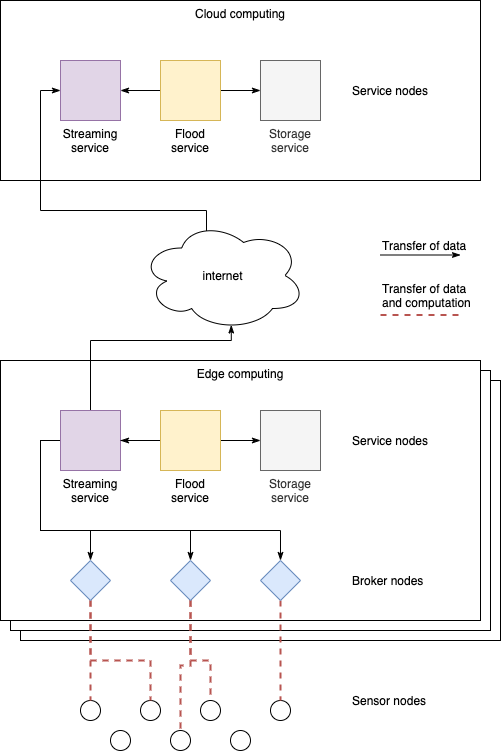 Cloud computing
Service nodes
Streaming
service
Flood
service
Storage
service
Transfer of data
internet
Transfer of data
and computation
Edge computing
Service nodes
Streaming
service
Flood
service
Storage
service
Broker nodes
Sensor nodes